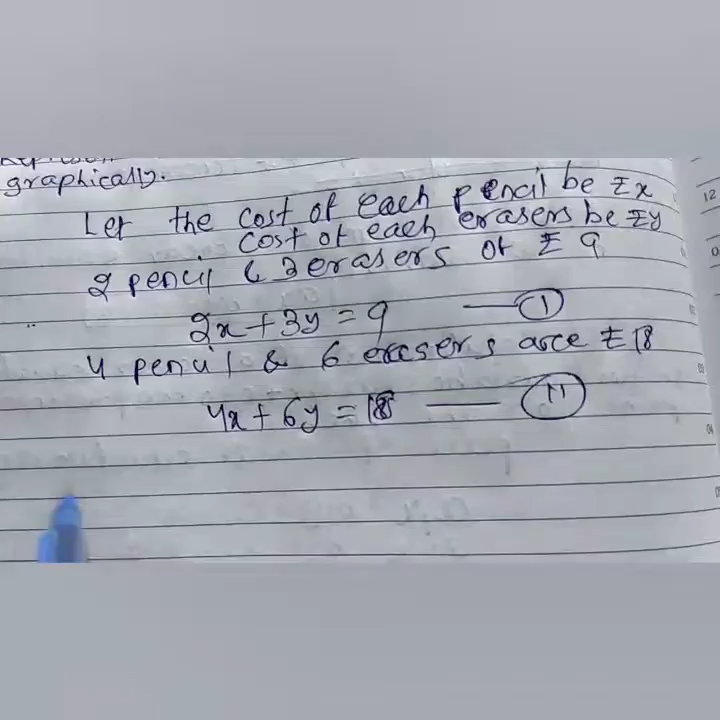 graphically.
Let the cost of each pencil be ₹x
cost of each erasers be ₹y
2 pencil & 3 erasers of ₹ 9
2x + 3y = 9 — I
4 pencil & 6 erasers are ₹ 18
4x + 6y = 18 — II
12